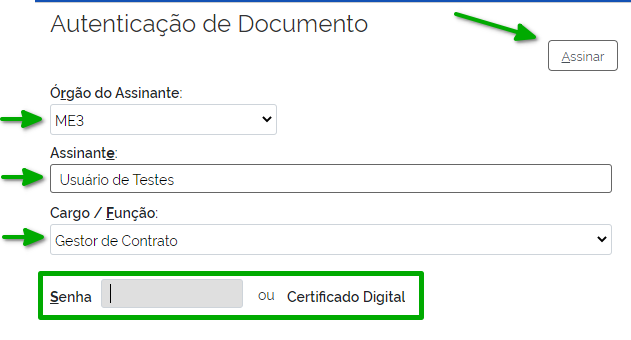 Autenticação de Documento
Assinar
Órgão do Assinante:
ME3
Assinante:
Usuário de Testes
Cargo / Função:
Gestor de Contrato
Senha ou Certificado Digital